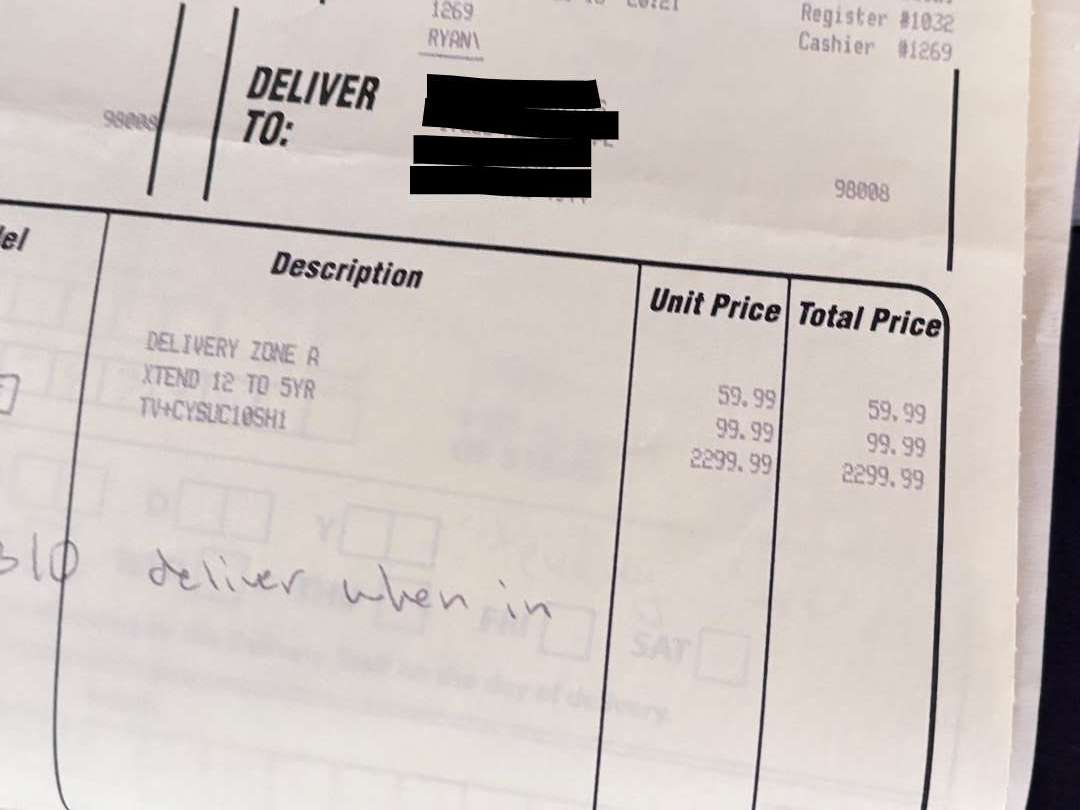 1269
Register #1032
RYAN\
Cashier #1269
DELIVER
TO:
98008
98008
Description
Unit Price
Total Price
DELIVERY ZONE A 59.99 59.99
XTEND 12 TO 5YR 99.99 99.99
TV+CYSUC10SH1 2299.99 2299.99
deliver when in
FRI
SAT